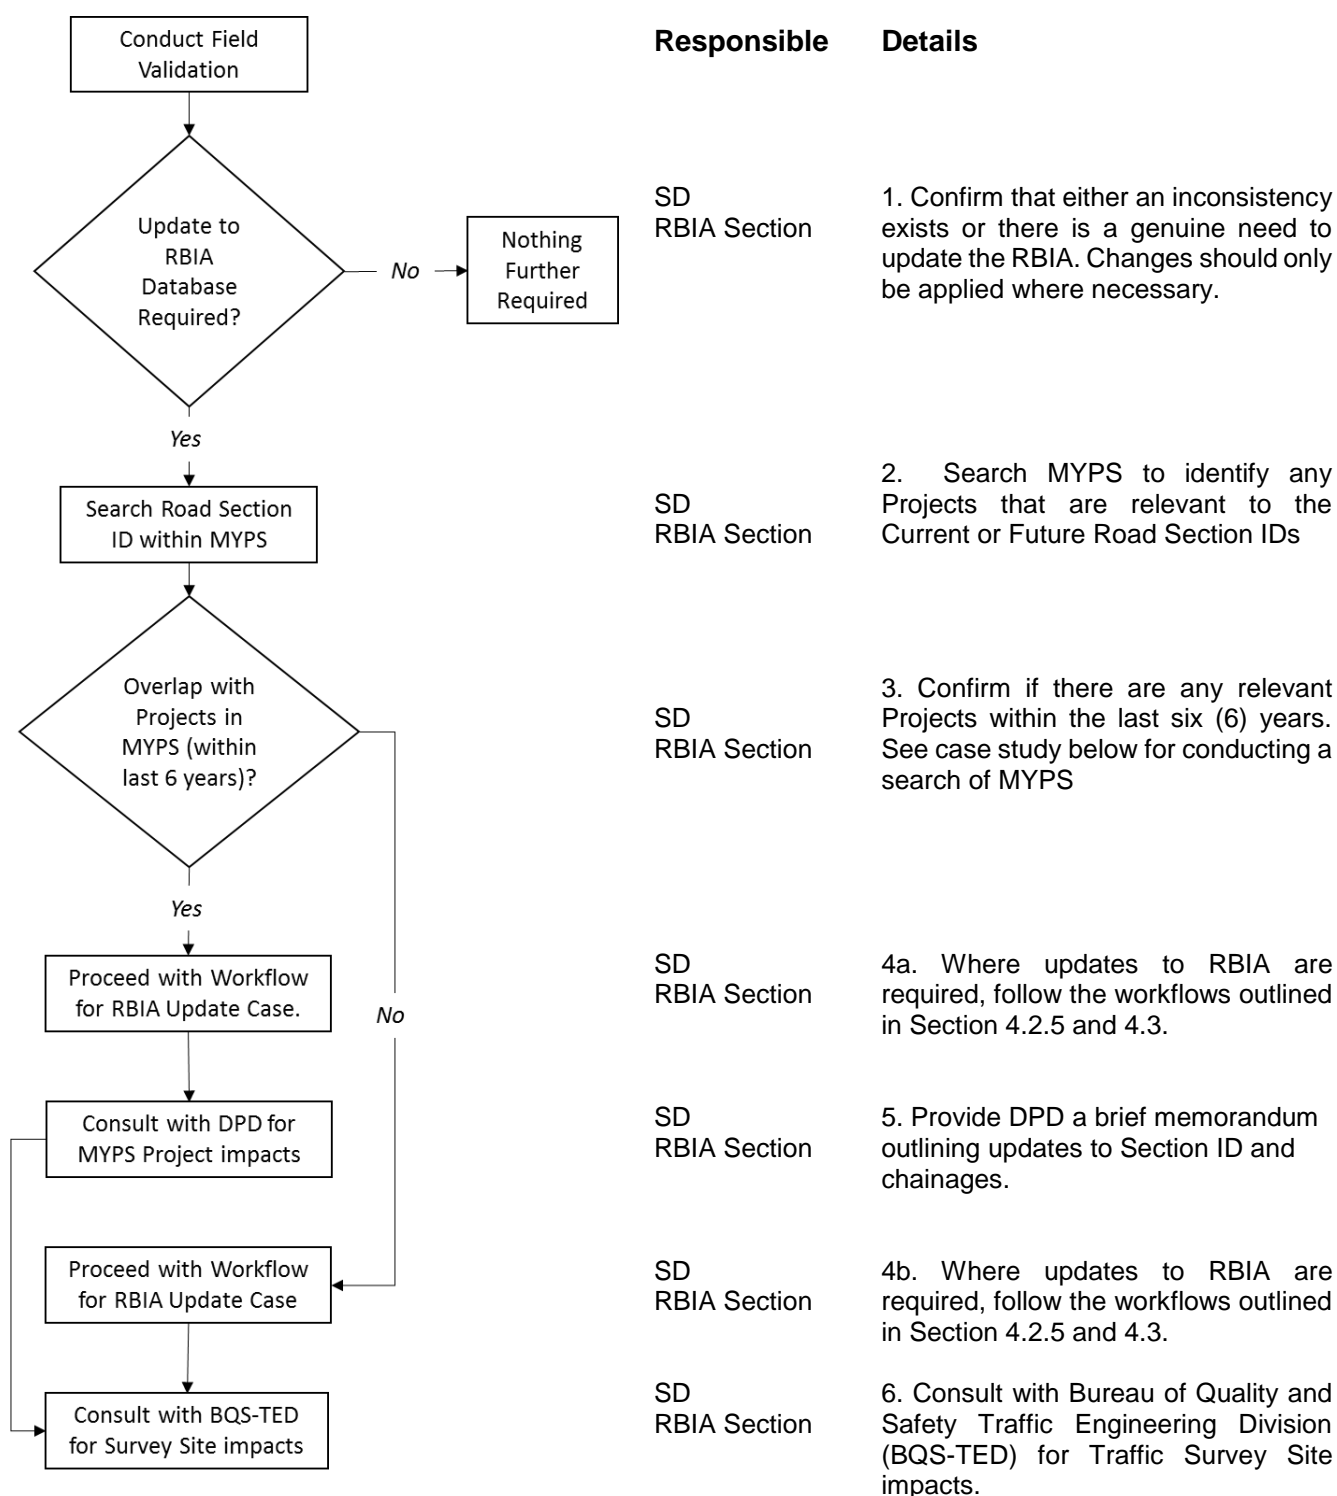 Responsible Details
Conduct Field
Validation
Update to
RBIA
Database
Required?
No
Nothing
Further
Required
SD
RBIA Section
1. Confirm that either an inconsistency
exists or there is a genuine need to
update the RBIA. Changes should only
be applied where necessary.
Yes
Search Road Section
ID within MYPS
SD
RBIA Section
2. Search MYPS to identify any
Projects that are relevant to the
Current or Future Road Section IDs
Overlap with
Projects in
MYPS (within
last 6 years)?
SD
RBIA Section
3. Confirm if there are any relevant
Projects within the last six (6) years.
See case study below for conducting a
search of MYPS
Yes
No
Proceed with Workflow
for RBIA Update Case.
SD
RBIA Section
4a. Where updates to RBIA are
required, follow the workflows outlined
in Section 4.2.5 and 4.3.
Consult with DPD for
MYPS Project impacts
SD
RBIA Section
5. Provide DPD a brief memorandum
outlining updates to Section ID and
chainages.
Proceed with Workflow
for RBIA Update Case
SD
RBIA Section
4b. Where updates to RBIA are
required, follow the workflows outlined
in Section 4.2.5 and 4.3.
Consult with BQS-TED
for Survey Site impacts
SD
RBIA Section
6. Consult with Bureau of Quality and
Safety Traffic Engineering Division
(BQS-TED) for Traffic Survey Site
impacts.